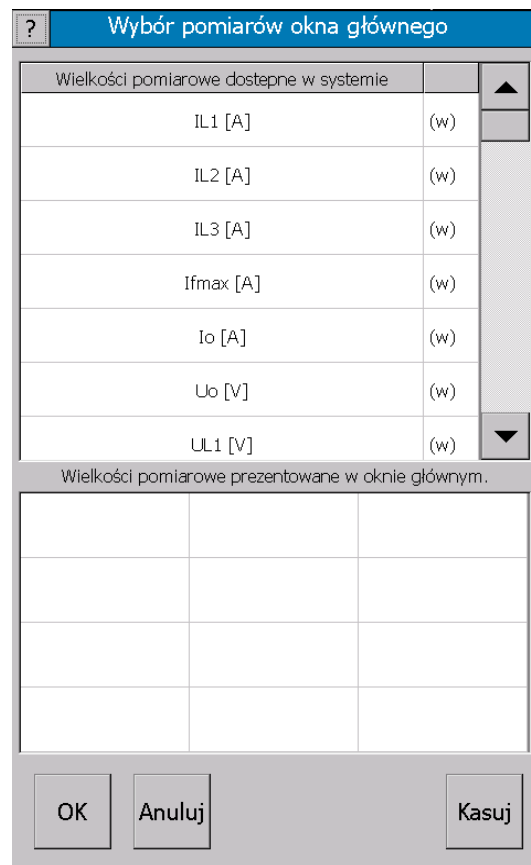 ? Wybór pomiarów okna głównego
Wielkości pomiarowe dostepne w systemie
IL1 [A] (w)
IL2 [A] (w)
IL3 [A] (w)
Ifmax [A] (w)
Io [A] (w)
Uo [V] (w)
UL1 [V] (w)
Wielkości pomiarowe prezentowane w oknie głównym.
OK Anuluj Kasuj